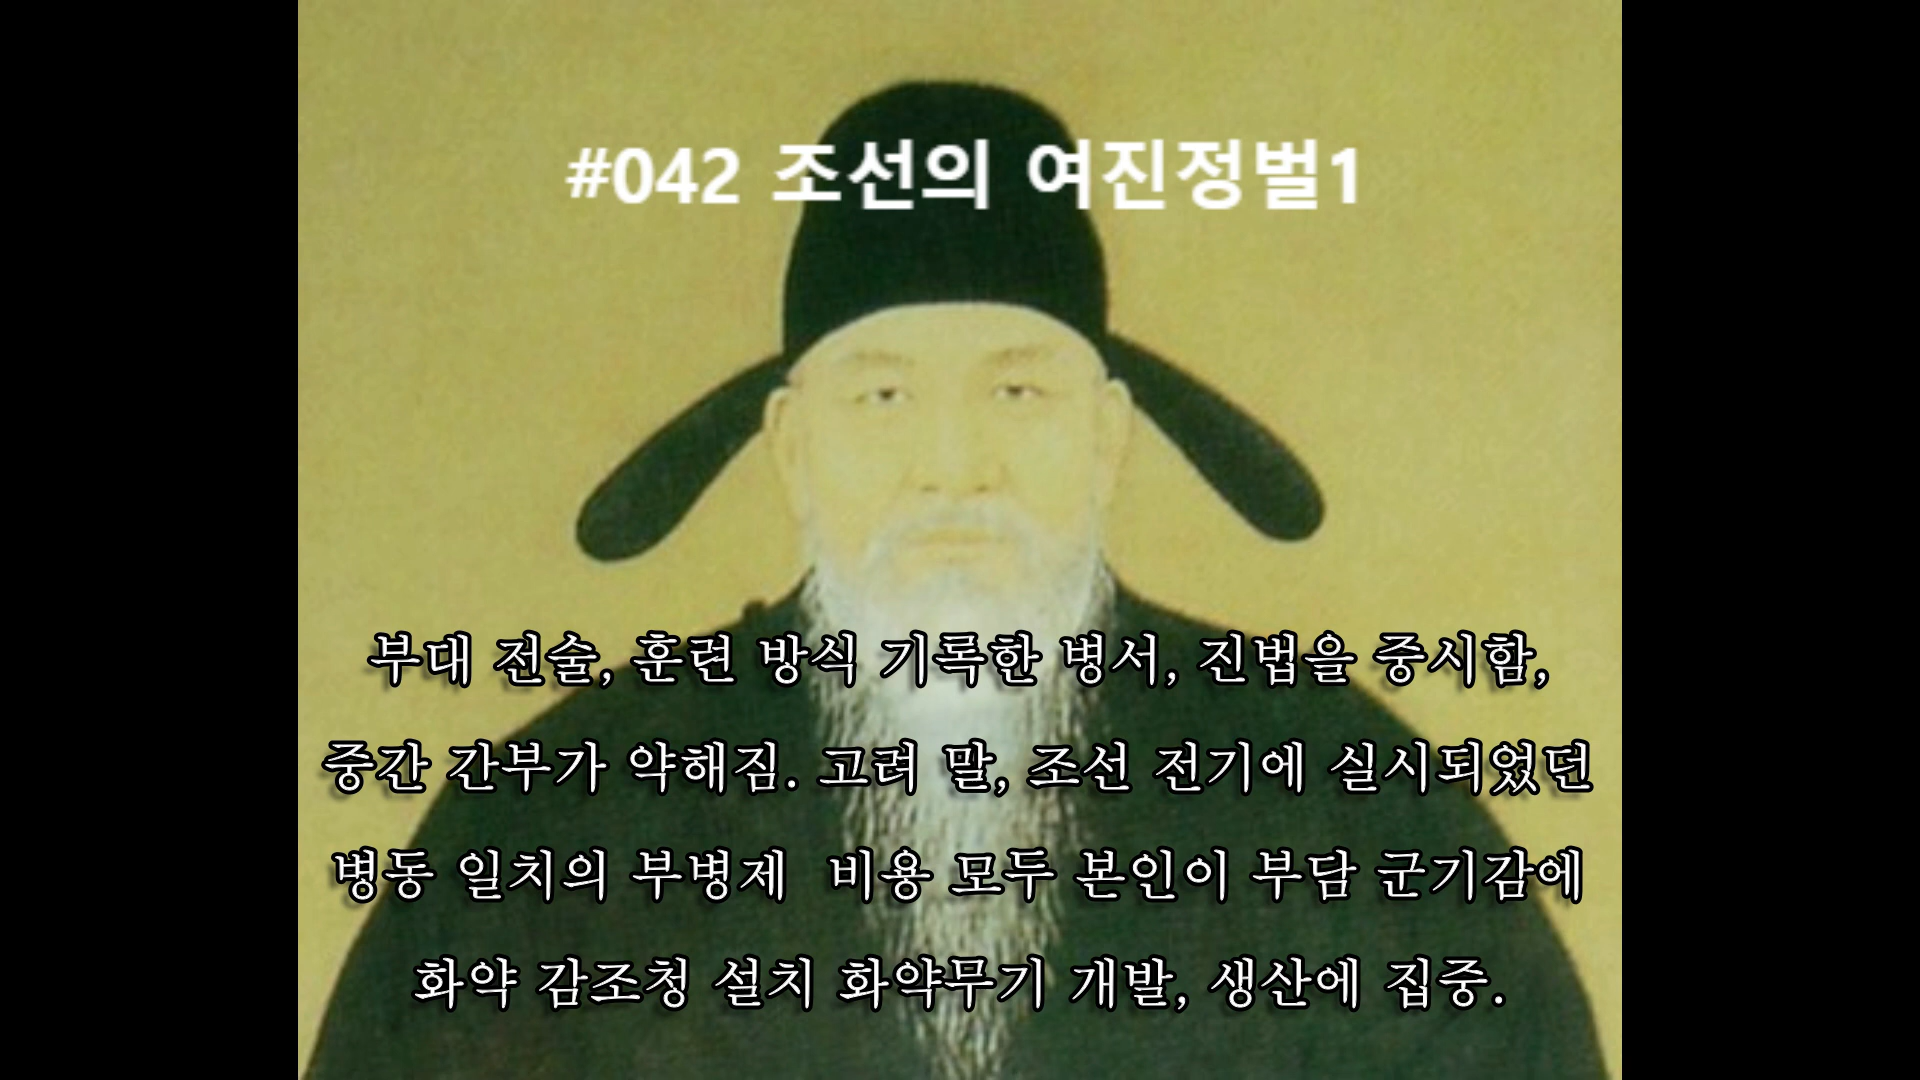 #042 조선의 여진정벌1
부대 전술, 훈련 방식 기록한 병서, 진법을 중시함,
중간 간부가 약해짐. 고려 말, 조선 전기에 실시되었던
병동 일치의 부병제 비용 모두 본인이 부담 군기감에
화약 감조청 설치 화약무기 개발, 생산에 집중.